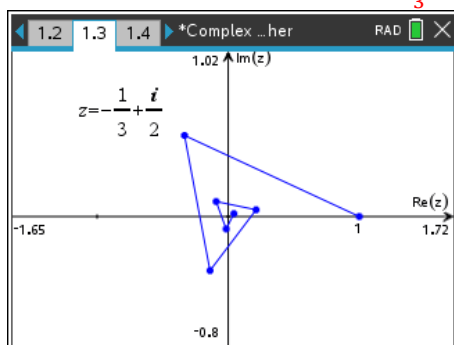 3
1.2 1.3 1.4 *Complex ...her RAD
1.02 Im(z)
z=-1/3+i/2
Re(z)
-1.65 1 1.72
-0.8